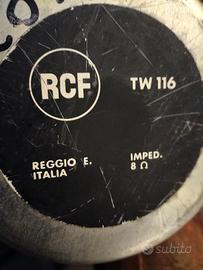 RCF
TW 116
REGGIO E.
ITALIA
IMPED.
8 Ω
subito